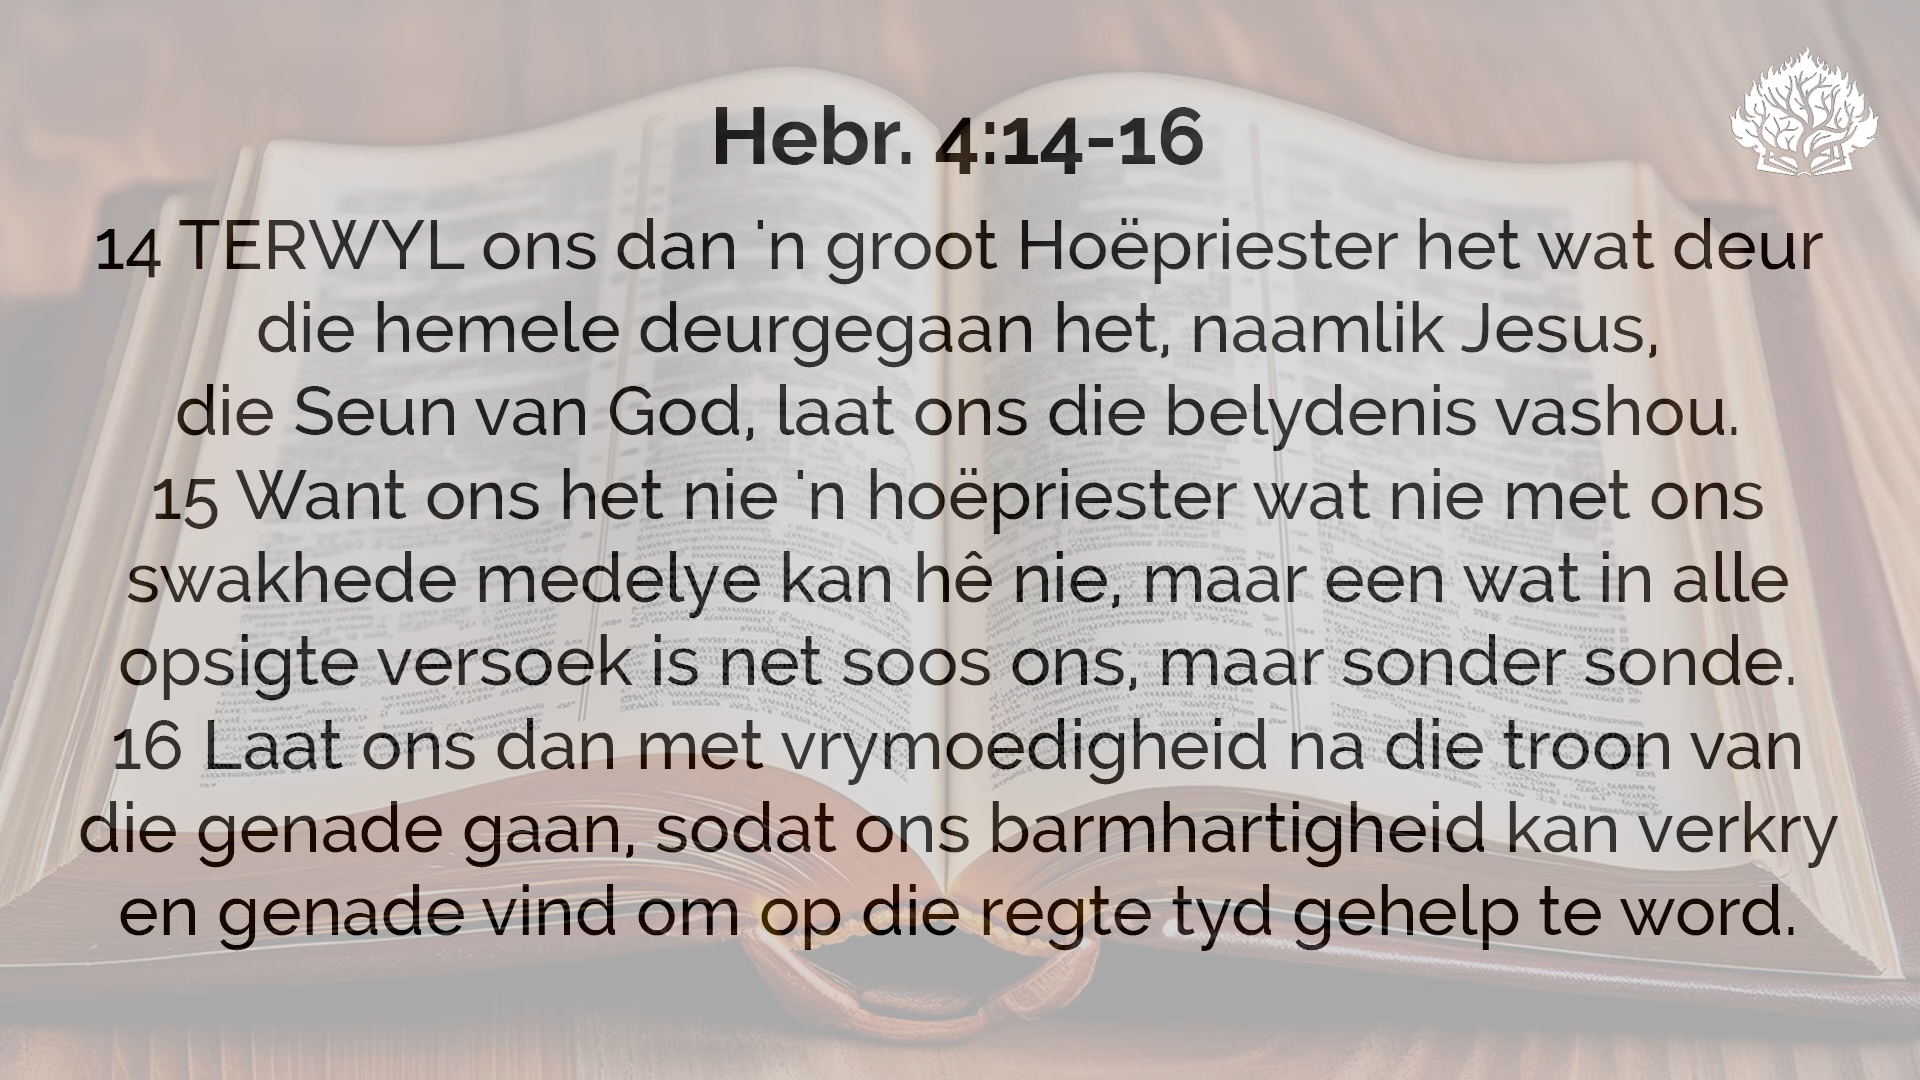 Hebr. 4:14-16
14 TERWYL ons dan 'n groot Hoëpriester het wat deur
die hemele deurgegaan het, naamlik Jesus,
die Seun van God, laat ons die belydenis vashou.
15 Want ons het nie 'n hoëpriester wat nie met ons
swakhede medelye kan hê nie, maar een wat in alle
opsigte versoek is net soos ons, maar sonder sonde.
16 Laat ons dan met vrymoedigheid na die troon van
die genade gaan, sodat ons barmhartigheid kan verkry
en genade vind om op die regte tyd gehelp te word.